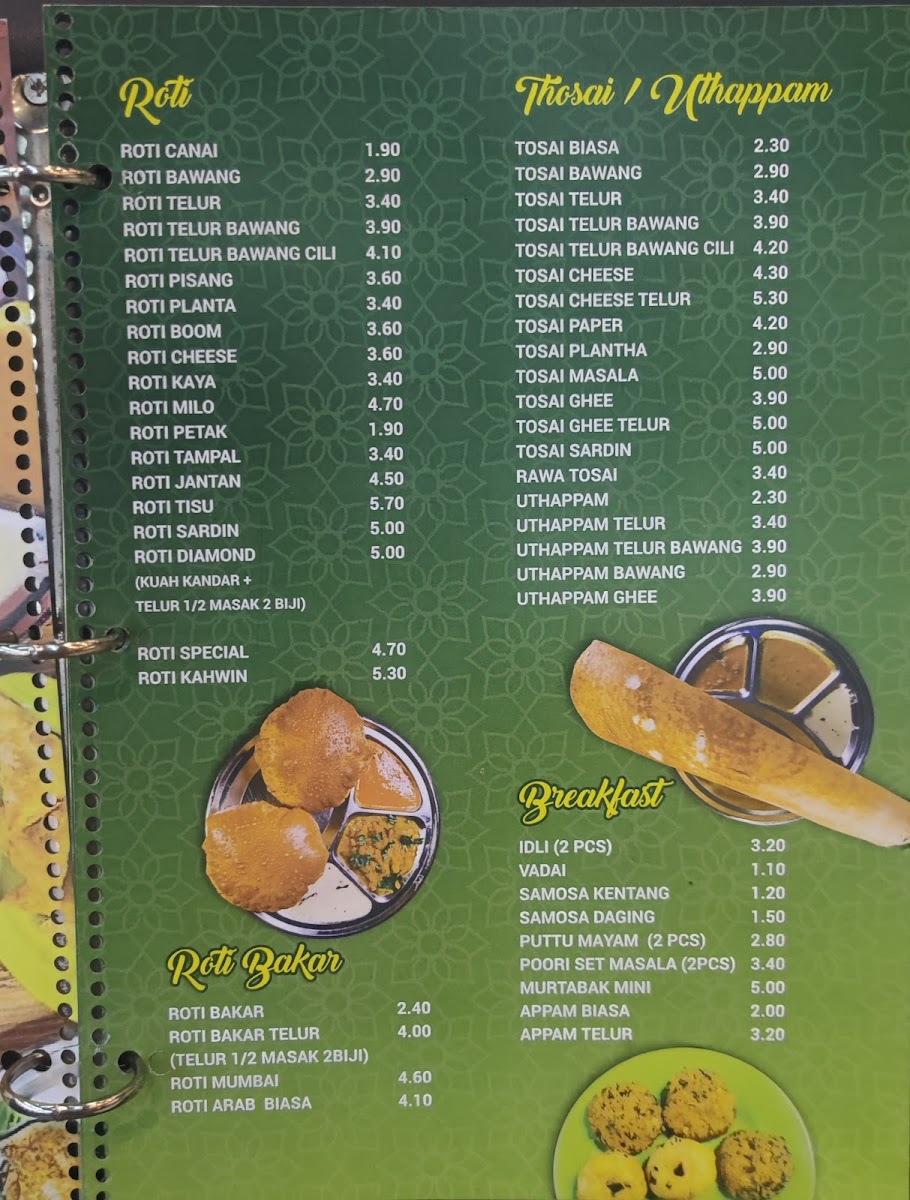 Roti
ROTI CANAI 1.90
ROTI BAWANG 2.90
ROTI TELUR 3.40
ROTI TELUR BAWANG 3.90
ROTI TELUR BAWANG CILI 4.10
ROTI PISANG 3.60
ROTI PLANTA 3.40
ROTI BOOM 3.60
ROTI CHEESE 3.60
ROTI KAYA 3.40
ROTI MILO 4.70
ROTI PETAK 1.90
ROTI TAMPAL 3.40
ROTI JANTAN 4.50
ROTI TISU 5.70
ROTI SARDIN 5.00
ROTI DIAMOND 5.00
(KUAH KANDAR +
TELUR 1/2 MASAK 2 BIJI)
ROTI SPECIAL 4.70
ROTI KAHWIN 5.30
Roti Bakar
ROTI BAKAR 2.40
ROTI BAKAR TELUR 4.00
(TELUR 1/2 MASAK 2BIJI)
ROTI MUMBAI 4.60
ROTI ARAB BIASA 4.10
Thosai / Uthappam
TOSAI BIASA 2.30
TOSAI BAWANG 2.90
TOSAI TELUR 3.40
TOSAI TELUR BAWANG 3.90
TOSAI TELUR BAWANG CILI 4.20
TOSAI CHEESE 4.30
TOSAI CHEESE TELUR 5.30
TOSAI PAPER 4.20
TOSAI PLANTHA 2.90
TOSAI MASALA 5.00
TOSAI GHEE 3.90
TOSAI GHEE TELUR 5.00
TOSAI SARDIN 5.00
RAWA TOSAI 3.40
UTHAPPAM 2.30
UTHAPPAM TELUR 3.40
UTHAPPAM TELUR BAWANG 3.90
UTHAPPAM BAWANG 2.90
UTHAPPAM GHEE 3.90
Breakfast
IDLI (2 PCS) 3.20
VADAI 1.10
SAMOSA KENTANG 1.20
SAMOSA DAGING 1.50
PUTTU MAYAM (2 PCS) 2.80
POORI SET MASALA (2PCS) 3.40
MURTABAK MINI 5.00
APPAM BIASA 2.00
APPAM TELUR 3.20